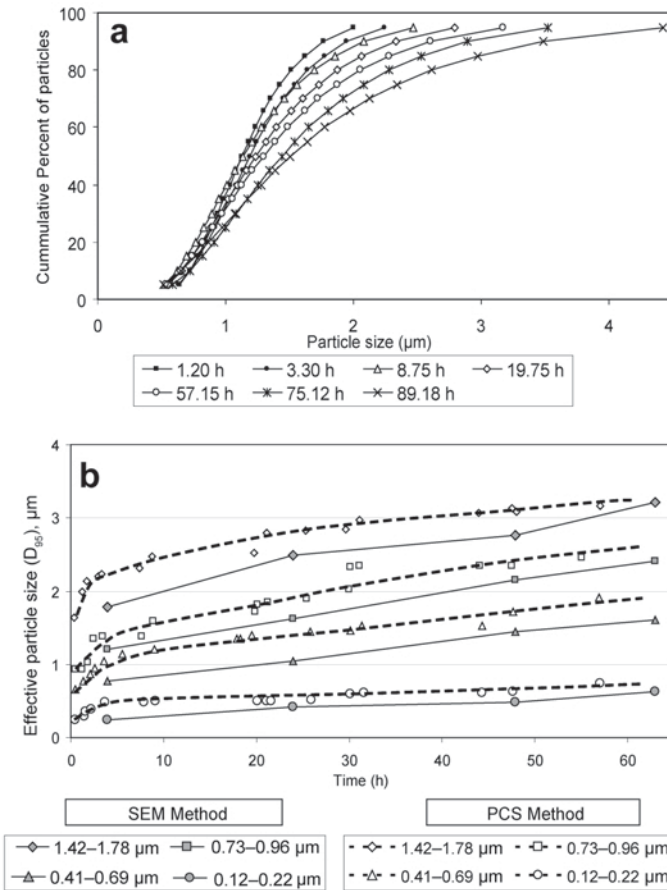 a
100
80
60
40
20
0
Cummulative Percent of particles
0 1 2 3 4
Particle size (µm)
1.20 h 3.30 h 8.75 h 19.75 h
57.15 h 75.12 h 89.18 h
b
4
3
2
1
0
Effective particle size (D95), µm
0 10 20 30 40 50 60
Time (h)
SEM Method PCS Method
1.42–1.78 µm 0.73–0.96 µm 1.42–1.78 µm 0.73–0.96 µm
0.41–0.69 µm 0.12–0.22 µm 0.41–0.69 µm 0.12–0.22 µm